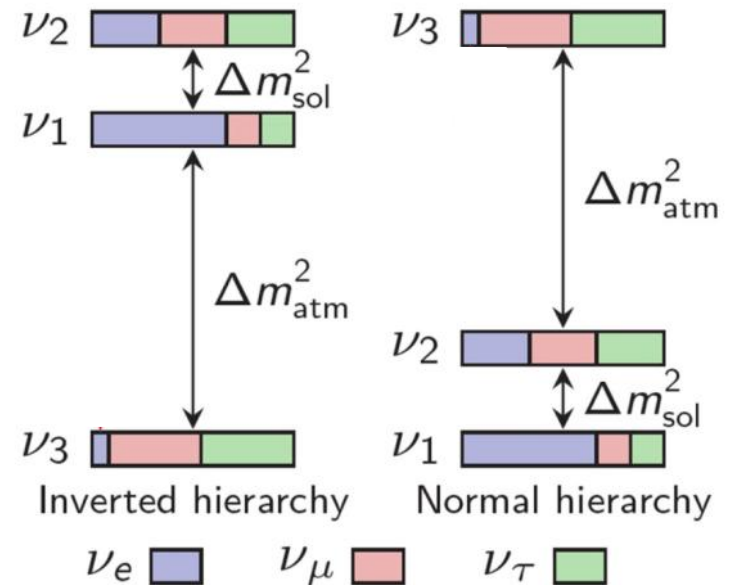 ν₂
Δm²sol
ν₁
Δm²atm
ν₃
Inverted hierarchy
ν₃
Δm²atm
ν₂
Δm²sol
ν₁
Normal hierarchy
νₑ νμ ντ